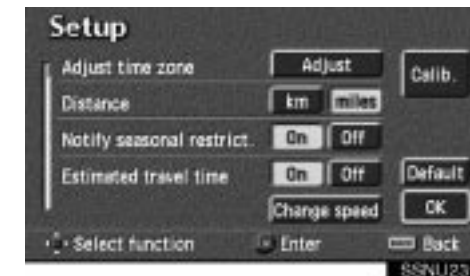 Setup
Adjust time zone Adjust Calib.
Distance km miles
Notify seasonal restrict. On Off
Estimated travel time On Off Default
Change speed OK
Select function Enter Back
SSNU23